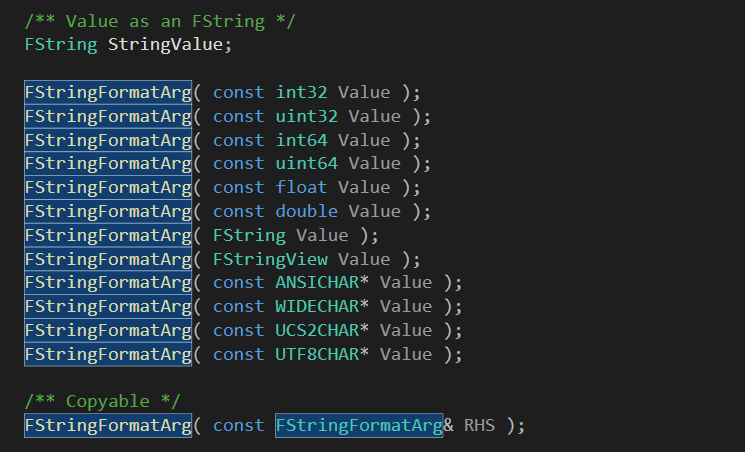 /** Value as an FString */
FString StringValue;
FStringFormatArg( const int32 Value );
FStringFormatArg( const uint32 Value );
FStringFormatArg( const int64 Value );
FStringFormatArg( const uint64 Value );
FStringFormatArg( const float Value );
FStringFormatArg( const double Value );
FStringFormatArg( FString Value );
FStringFormatArg( FStringView Value );
FStringFormatArg( const ANSICHAR* Value );
FStringFormatArg( const WIDECHAR* Value );
FStringFormatArg( const UCS2CHAR* Value );
FStringFormatArg( const UTF8CHAR* Value );
/** Copyable */
FStringFormatArg( const FStringFormatArg& RHS );